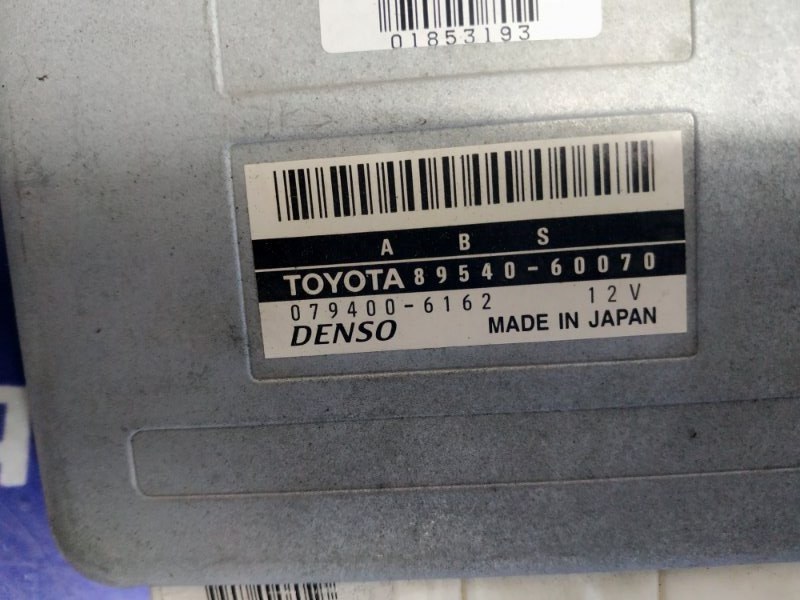 01853193
A B S
TOYOTA 89540-60070
079400-6162 12V
DENSO MADE IN JAPAN